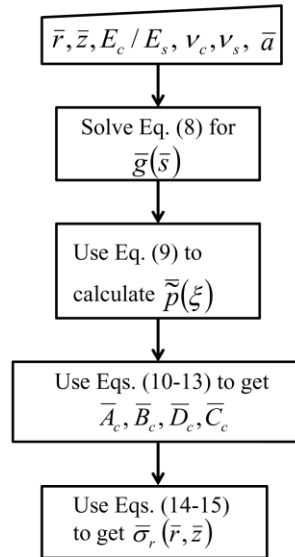 r̄, z̄, E_c / E_s, ν_c, ν_s, ā
Solve Eq. (8) for
ḡ(s̄)
Use Eq. (9) to
calculate p̃̄(ξ)
Use Eqs. (10-13) to get
Ā_c, B̄_c, D̄_c, C̄_c
Use Eqs. (14-15)
to get σ̄_r(r̄, z̄)